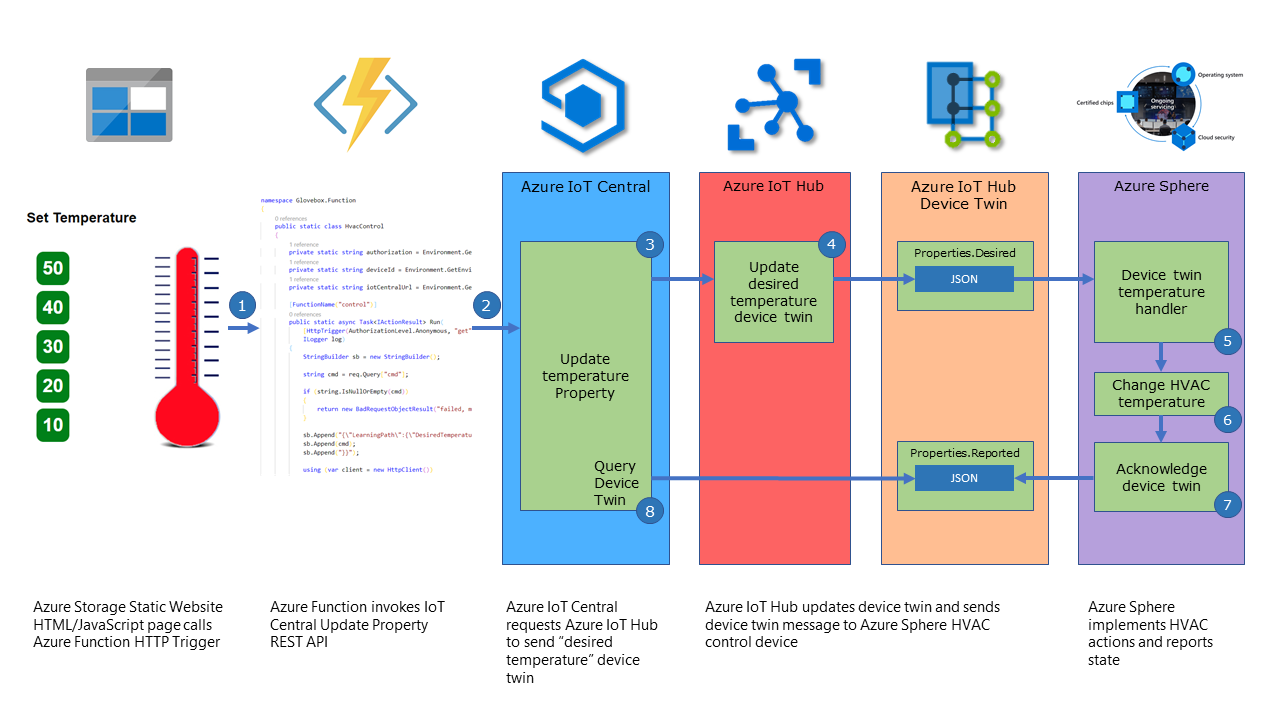 Operating system
Certified chips
Ongoing
servicing
Cloud security
Azure IoT Central
Azure IoT Hub
Azure IoT Hub
Device Twin
Azure Sphere
Set Temperature
50
40
30
20
10
1
namespace Glovebox.Function
{
0 references
public static class HvacControl
{
1 reference
private static string authorization = Environment.Ge
1 reference
private static string deviceId = Environment.GetEnvi
1 reference
private static string iotCentralUrl = Environment.Ge
[FunctionName("control")]
0 references
public static async Task<IActionResult> Run(
[HttpTrigger(AuthorizationLevel.Anonymous, "get"
ILogger log)
{
StringBuilder sb = new StringBuilder();
string cmd = req.Query["cmd"];
if (string.IsNullOrEmpty(cmd))
{
return new BadRequestObjectResult("failed, m
}
sb.Append("{\"LearningPath\":{\"DesiredTemperatu
sb.Append(cmd);
sb.Append("}}");
using (var client = new HttpClient())
2
3
Update
temperature
Property
Query
Device
Twin
8
4
Update
desired
temperature
device twin
Properties.Desired
JSON
Properties.Reported
JSON
Device twin
temperature
handler
5
Change HVAC
temperature
6
Acknowledge
device twin
7
Azure Storage Static Website
HTML/JavaScript page calls
Azure Function HTTP Trigger
Azure Function invokes IoT
Central Update Property
REST API
Azure IoT Central
requests Azure IoT Hub
to send “desired
temperature” device
twin
Azure IoT Hub updates device twin and sends
device twin message to Azure Sphere HVAC
control device
Azure Sphere
implements HVAC
actions and reports
state